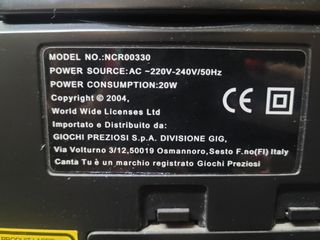 MODEL NO.:NCR00330
POWER SOURCE:AC ~220V-240V/50Hz
POWER CONSUMPTION:20W
Copyright © 2004,
World Wide Licenses Ltd
Importato e Distribuito da:
GIOCHI PREZIOSI S.p.A. DIVISIONE GIG,
Via Volturno 3/12,50019 Osmannoro, Sesto F.no(FI) Italy
Canta Tu è un marchio registrato Giochi Preziosi
CE